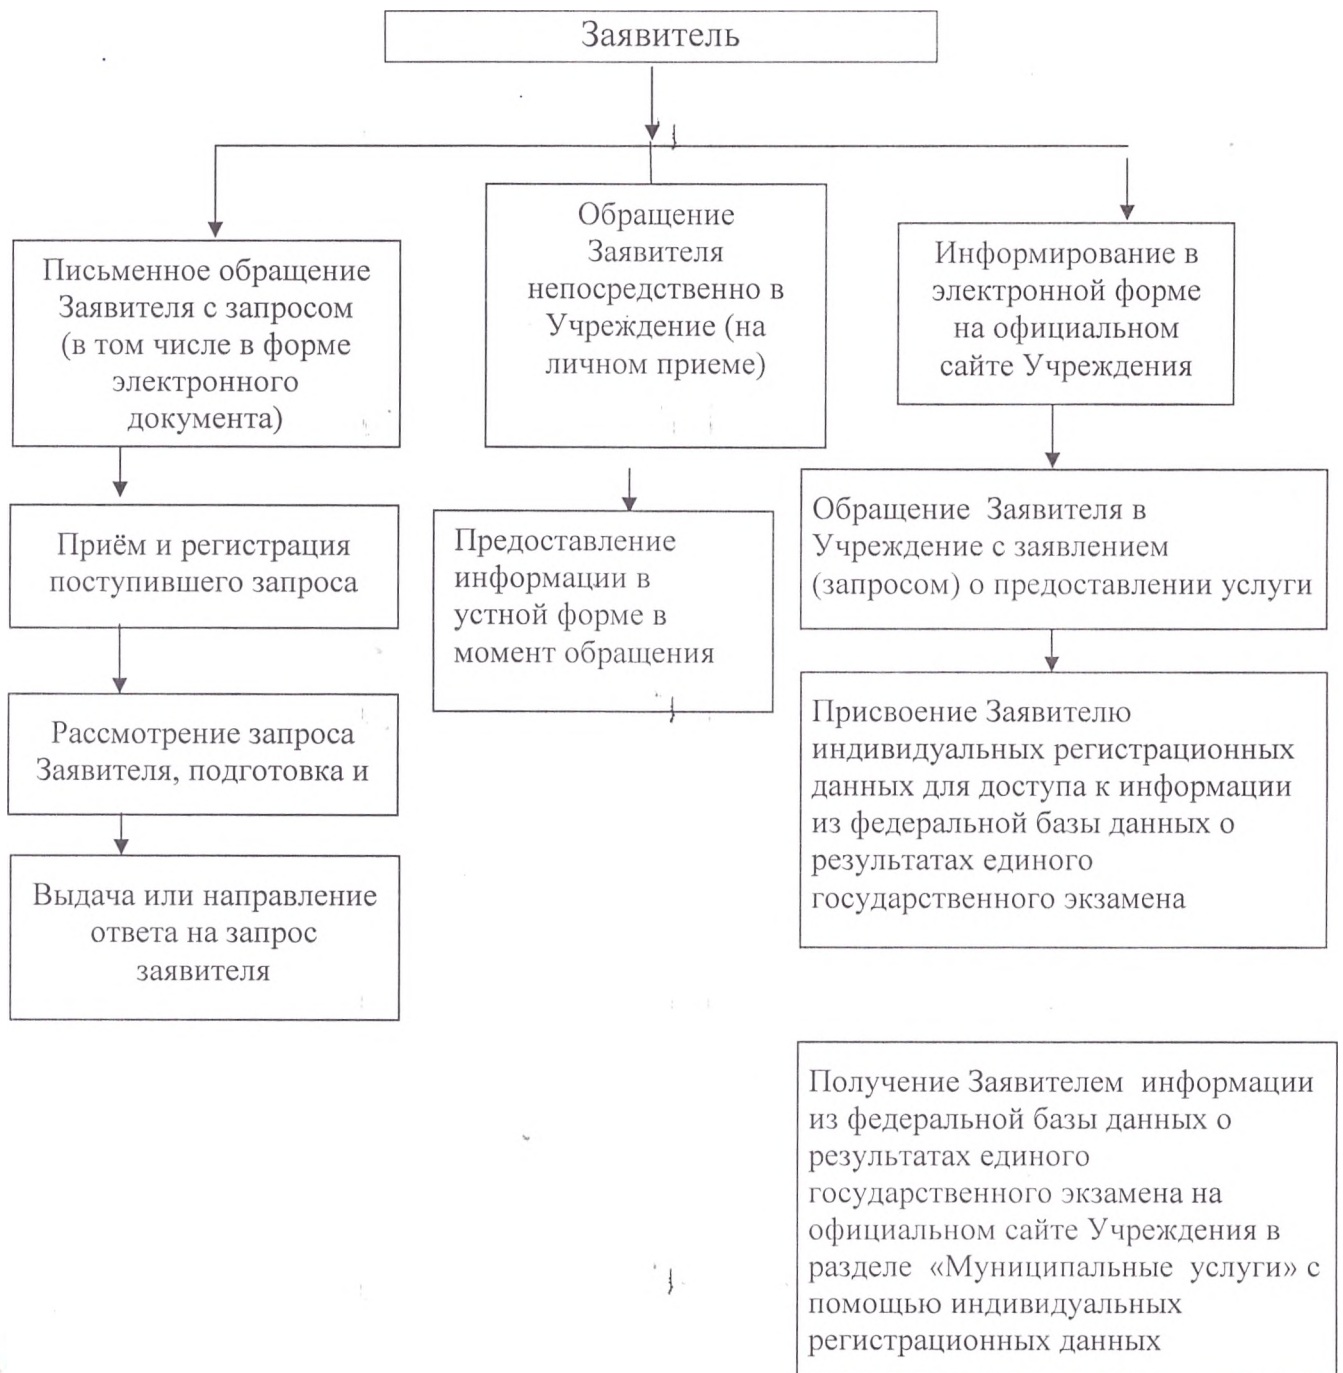 Заявитель
Письменное обращение
Заявителя с запросом
(в том числе в форме
электронного
документа)
Приём и регистрация
поступившего запроса
Рассмотрение запроса
Заявителя, подготовка и
Выдача или направление
ответа на запрос
заявителя
Обращение
Заявителя
непосредственно в
Учреждение (на
личном приеме)
Предоставление
информации в
устной форме в
момент обращения
Информирование в
электронной форме
на официальном
сайте Учреждения
Обращение Заявителя в
Учреждение с заявлением
(запросом) о предоставлении услуги
Присвоение Заявителю
индивидуальных регистрационных
данных для доступа к информации
из федеральной базы данных о
результатах единого
государственного экзамена
Получение Заявителем информации
из федеральной базы данных о
результатах единого
государственного экзамена на
официальном сайте Учреждения в
разделе «Муниципальные услуги» с
помощью индивидуальных
регистрационных данных